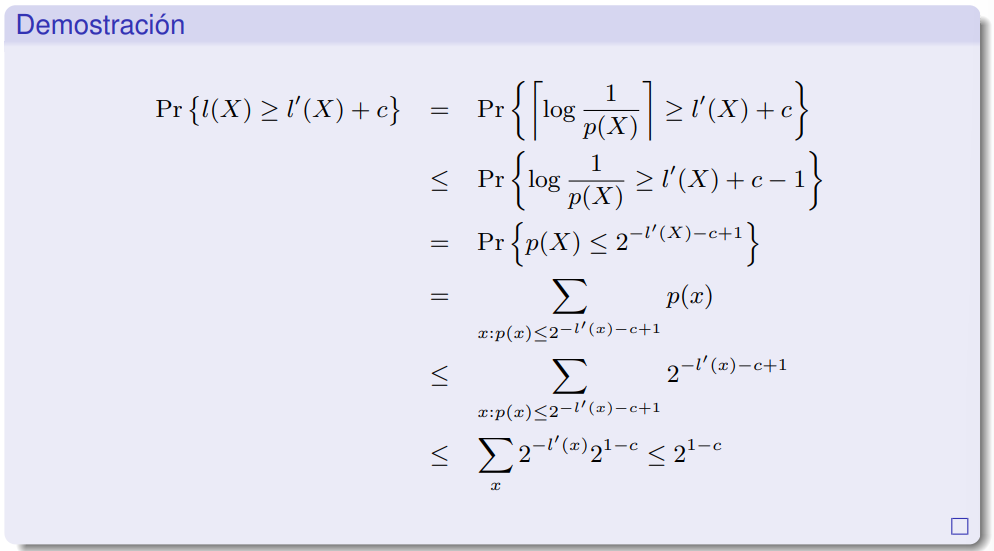 Demostración
Pr {l(X) ≥ l′(X) + c} = Pr {⌈log 1/p(X)⌉ ≥ l′(X) + c}
≤ Pr {log 1/p(X) ≥ l′(X) + c − 1}
= Pr {p(X) ≤ 2^{−l′(X)−c+1}}
= ∑_{x:p(x)≤2^{−l′(x)−c+1}} p(x)
≤ ∑_{x:p(x)≤2^{−l′(x)−c+1}} 2^{−l′(x)−c+1}
≤ ∑_{x} 2^{−l′(x)} 2^{1−c} ≤ 2^{1−c}
□